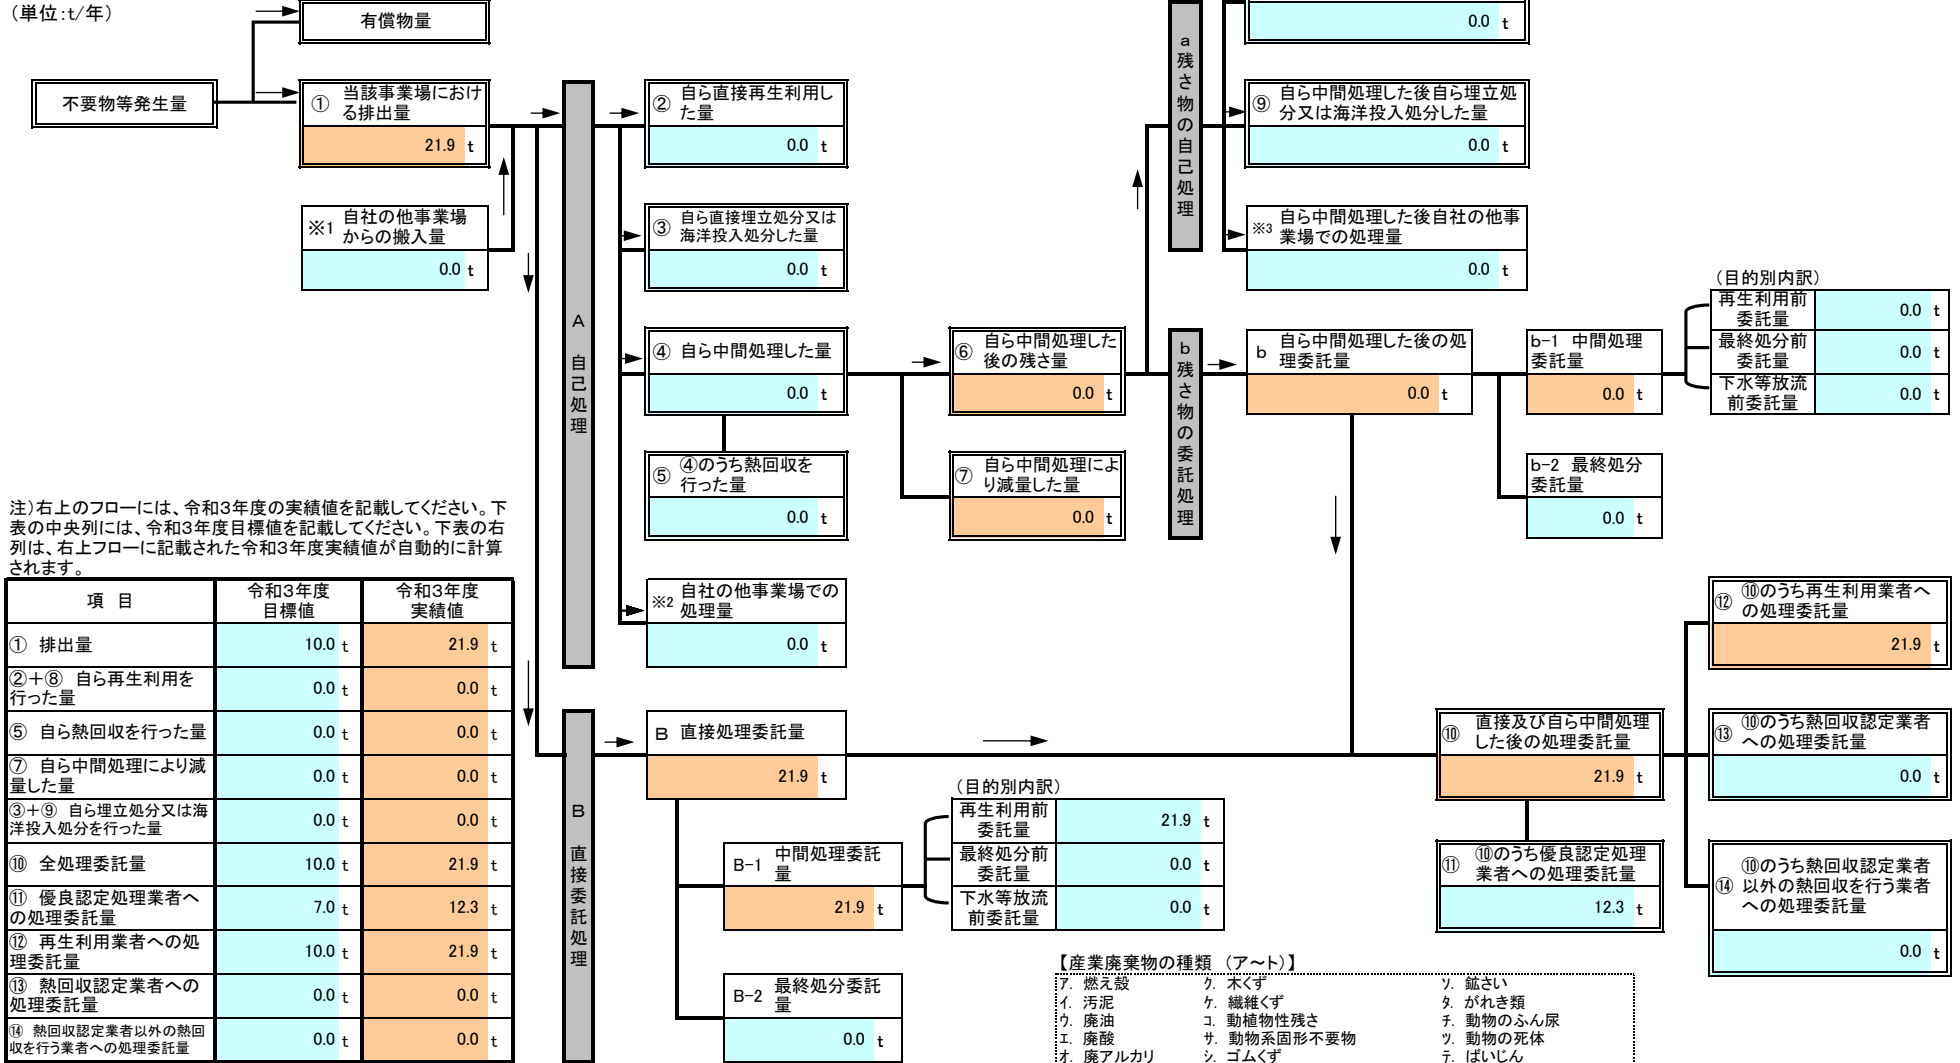 （単位：t/年）
有償物量
不要物等発生量
① 当該事業場におけ
る排出量
21.9 t
※1 自社の他事業場
からの搬入量
0.0 t
A 自己処理
② 自ら直接再生利用し
た量
0.0 t
③ 自ら直接埋立処分又は
海洋投入処分した量
0.0 t
④ 自ら中間処理した量
0.0 t
⑤ ④のうち熱回収を
行った量
0.0 t
※2 自社の他事業場での
処理量
0.0 t
⑥ 自ら中間処理した
後の残さ量
0.0 t
⑦ 自ら中間処理によ
り減量した量
0.0 t
a 残さ物の自己処理
0.0 t
⑨ 自ら中間処理した後自ら埋立処
分又は海洋投入処分した量
0.0 t
※3 自ら中間処理した後自社の他事
業場での処理量
0.0 t
b 残さ物の委託処理
b 自ら中間処理した後の処
理委託量
0.0 t
b-1 中間処理
委託量
0.0 t
b-2 最終処分
委託量
0.0 t
（目的別内訳）
再生利用前
委託量
0.0 t
最終処分前
委託量
0.0 t
下水等放流
前委託量
0.0 t
注）右上のフローには、令和3年度の実績値を記載してください。下
表の中央列には、令和3年度目標値を記載してください。下表の右
列は、右上フローに記載された令和3年度実績値が自動的に計算
されます。
項 目 令和3年度 令和3年度
目標値 実績値
① 排出量 10.0 t 21.9 t
②＋⑧ 自ら再生利用を
行った量 0.0 t 0.0 t
⑤ 自ら熱回収を行った量 0.0 t 0.0 t
⑦ 自ら中間処理により減
量した量 0.0 t 0.0 t
③＋⑨ 自ら埋立処分又は海
洋投入処分を行った量 0.0 t 0.0 t
⑩ 全処理委託量 10.0 t 21.9 t
⑪ 優良認定処理業者へ
の処理委託量 7.0 t 12.3 t
⑫ 再生利用業者への処
理委託量 10.0 t 21.9 t
⑬ 熱回収認定業者への
処理委託量 0.0 t 0.0 t
⑭ 熱回収認定業者以外の熱回
収を行う業者への処理委託量 0.0 t 0.0 t
B 直接委託処理
B 直接処理委託量
21.9 t
B-1 中間処理委託
量
21.9 t
B-2 最終処分委託
量
0.0 t
（目的別内訳）
再生利用前
委託量
21.9 t
最終処分前
委託量
0.0 t
下水等放流
前委託量
0.0 t
⑩ 直接及び自ら中間処理
した後の処理委託量
21.9 t
⑪ ⑩のうち優良認定処理
業者への処理委託量
12.3 t
⑫ ⑩のうち再生利用業者へ
の処理委託量
21.9 t
⑬ ⑩のうち熱回収認定業者
への処理委託量
0.0 t
⑭ ⑩のうち熱回収認定業者
以外の熱回収を行う業者
への処理委託量
0.0 t
【産業廃棄物の種類 （ア～ト）】
ア. 燃え殻 ク. 木くず ソ. 鉱さい
イ. 汚泥 ケ. 繊維くず タ. がれき類
ウ. 廃油 コ. 動植物性残さ チ. 動物のふん尿
エ. 廃酸 サ. 動物系固形不要物 ツ. 動物の死体
オ. 廃アルカリ シ. ゴムくず テ. ばいじん